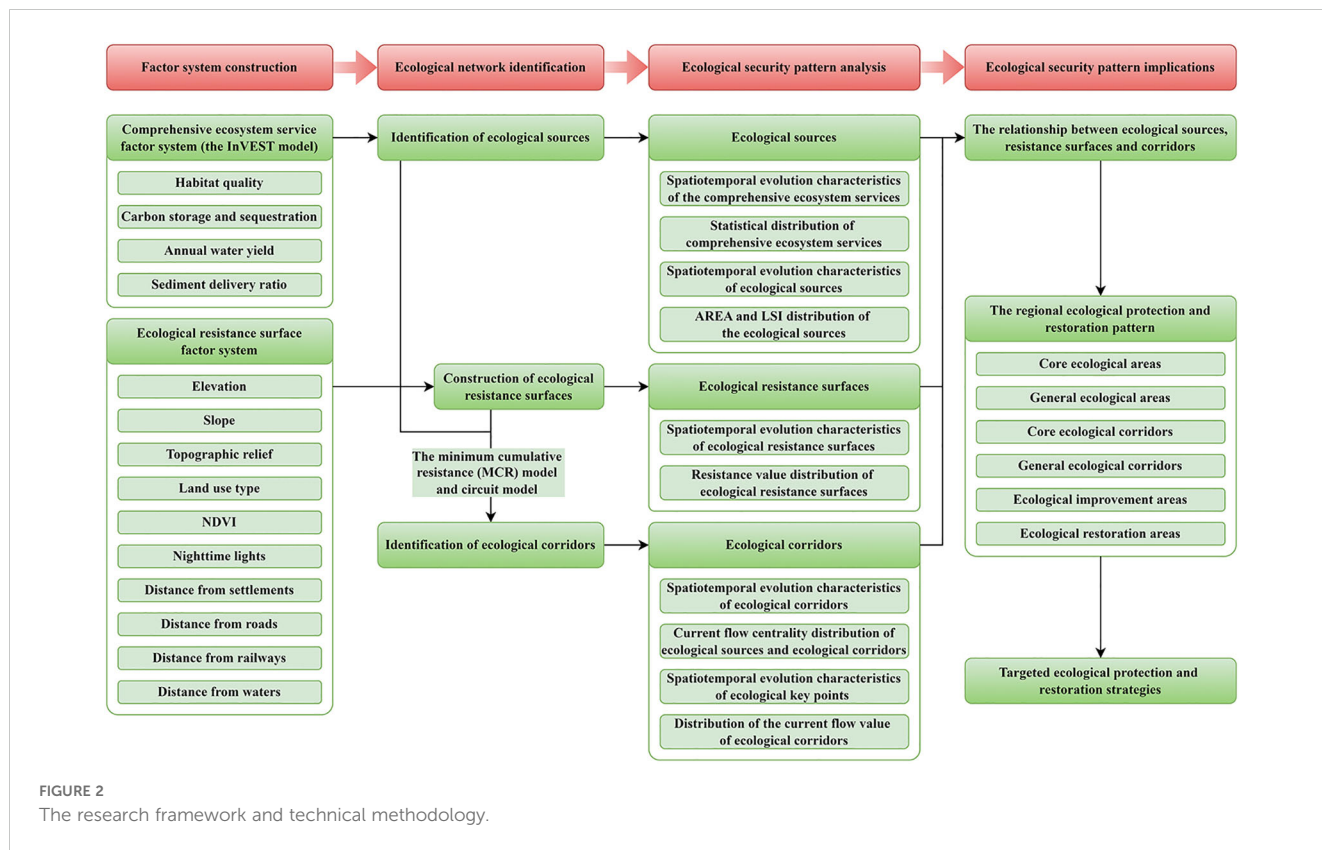 Factor system construction
Ecological network identification
Ecological security pattern analysis
Ecological security pattern implications
Comprehensive ecosystem service
factor system (the InVEST model)
Habitat quality
Carbon storage and sequestration
Annual water yield
Sediment delivery ratio
Ecological resistance surface
factor system
Elevation
Slope
Topographic relief
Land use type
NDVI
Nighttime lights
Distance from settlements
Distance from roads
Distance from railways
Distance from waters
Identification of ecological sources
Construction of ecological
resistance surfaces
The minimum cumulative
resistance (MCR) model
and circuit model
Identification of ecological corridors
Ecological sources
Spatiotemporal evolution characteristics
of the comprehensive ecosystem services
Statistical distribution of
comprehensive ecosystem services
Spatiotemporal evolution characteristics
of ecological sources
AREA and LSI distribution of
the ecological sources
Ecological resistance surfaces
Spatiotemporal evolution characteristics
of ecological resistance surfaces
Resistance value distribution of
ecological resistance surfaces
Ecological corridors
Spatiotemporal evolution characteristics
of ecological corridors
Current flow centrality distribution of
ecological sources and ecological corridors
Spatiotemporal evolution characteristics
of ecological key points
Distribution of the current flow value
of ecological corridors
The relationship between ecological sources,
resistance surfaces and corridors
The regional ecological protection and
restoration pattern
Core ecological areas
General ecological areas
Core ecological corridors
General ecological corridors
Ecological improvement areas
Ecological restoration areas
Targeted ecological protection and
restoration strategies
FIGURE 2
The research framework and technical methodology.